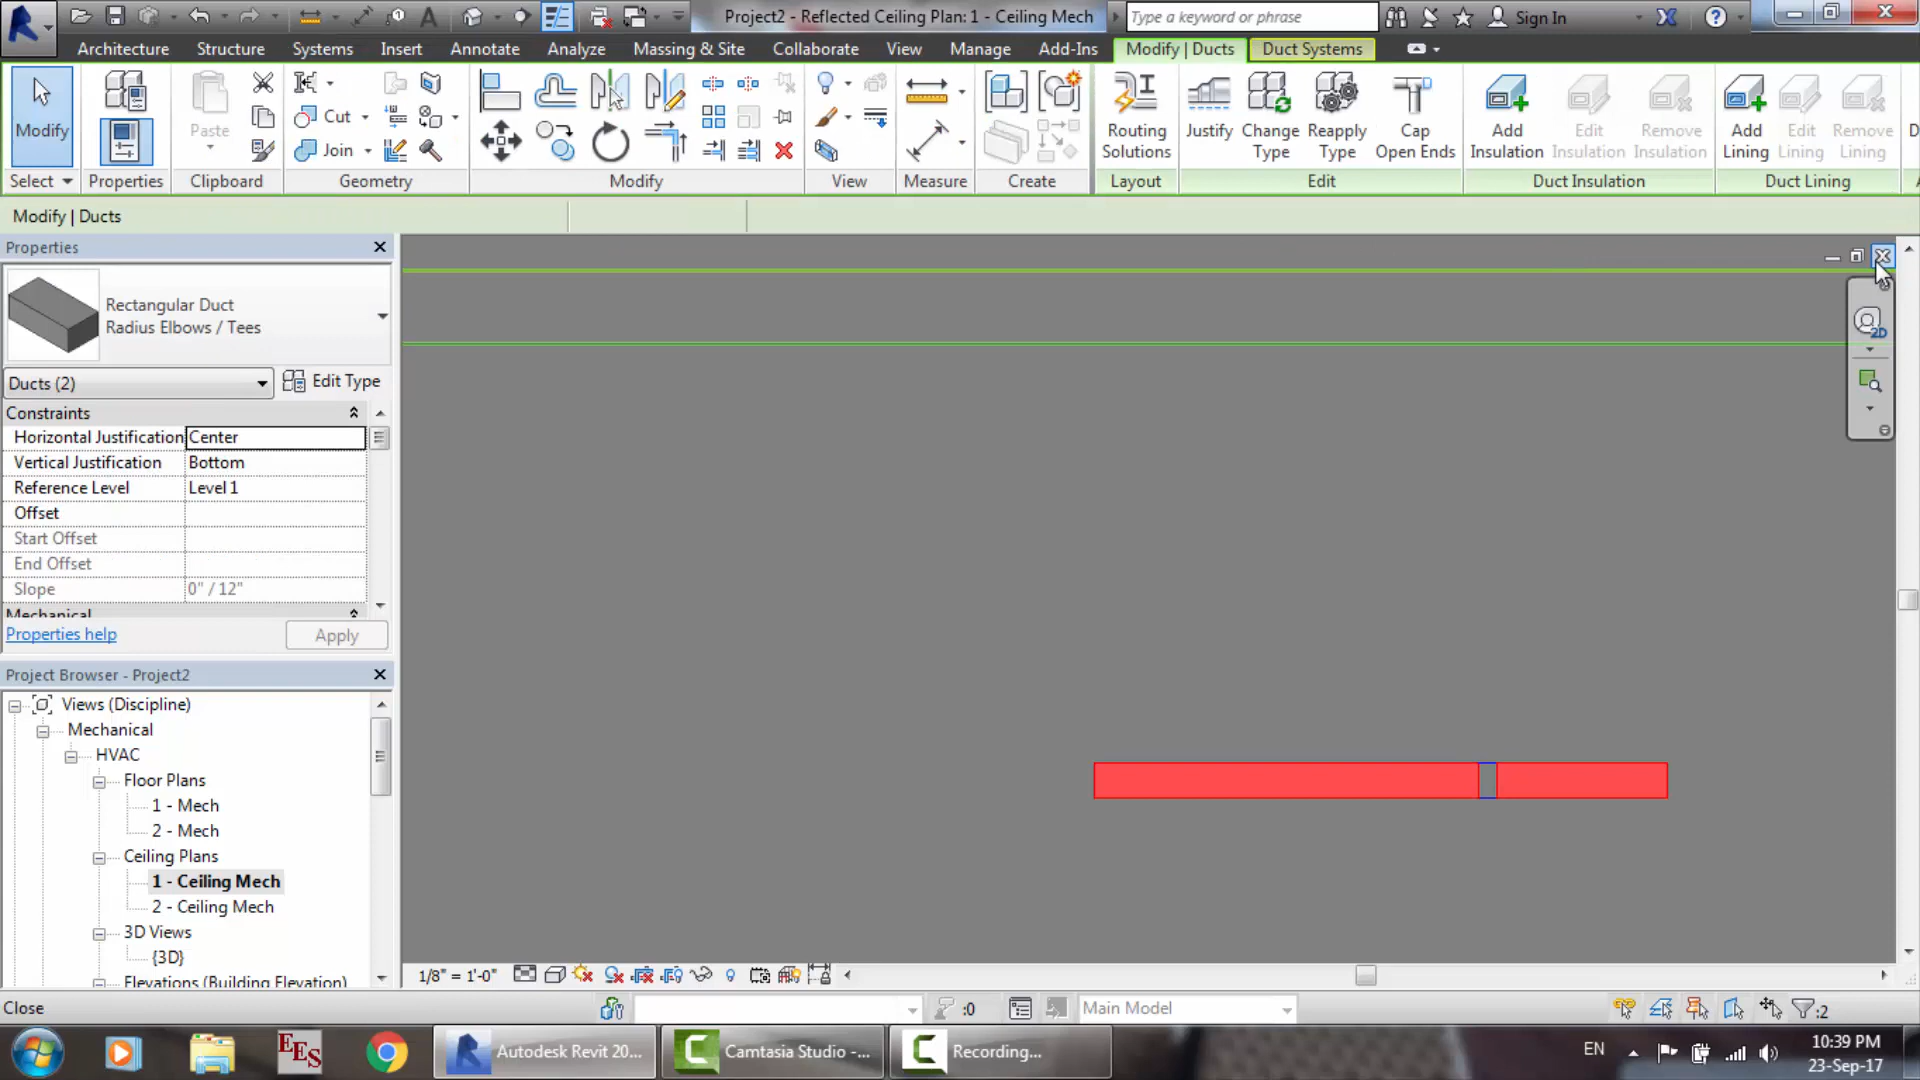 Project2 - Reflected Ceiling Plan: 1 - Ceiling Mech
Type a keyword or phrase
Sign In
Architecture Structure Systems Insert Annotate Analyze Massing & Site Collaborate View Manage Add-Ins Modify | Ducts Duct Systems
Modify
Paste
Cut
Join
Routing Solutions
Justify
Change Type
Reapply Type
Cap Open Ends
Add Insulation
Edit Insulation
Remove Insulation
Add Lining
Edit Lining
Remove Lining
Select Properties Clipboard Geometry Modify View Measure Create Layout Edit Duct Insulation Duct Lining
Modify | Ducts
Properties
Rectangular Duct
Radius Elbows / Tees
Ducts (2)
Edit Type
Constraints
Horizontal Justification Center
Vertical Justification Bottom
Reference Level Level 1
Offset
Start Offset
End Offset
Slope 0" / 12"
Mechanical
Properties help
Apply
Project Browser - Project2
Views (Discipline)
Mechanical
HVAC
Floor Plans
1 - Mech
2 - Mech
Ceiling Plans
1 - Ceiling Mech
2 - Ceiling Mech
3D Views
{3D}
Elevations (Building Elevation)
2D
1/8" = 1'-0"
Close
:0
Main Model
:2
EES
Autodesk Revit 20...
Camtasia Studio -...
Recording...
EN
10:39 PM
23-Sep-17